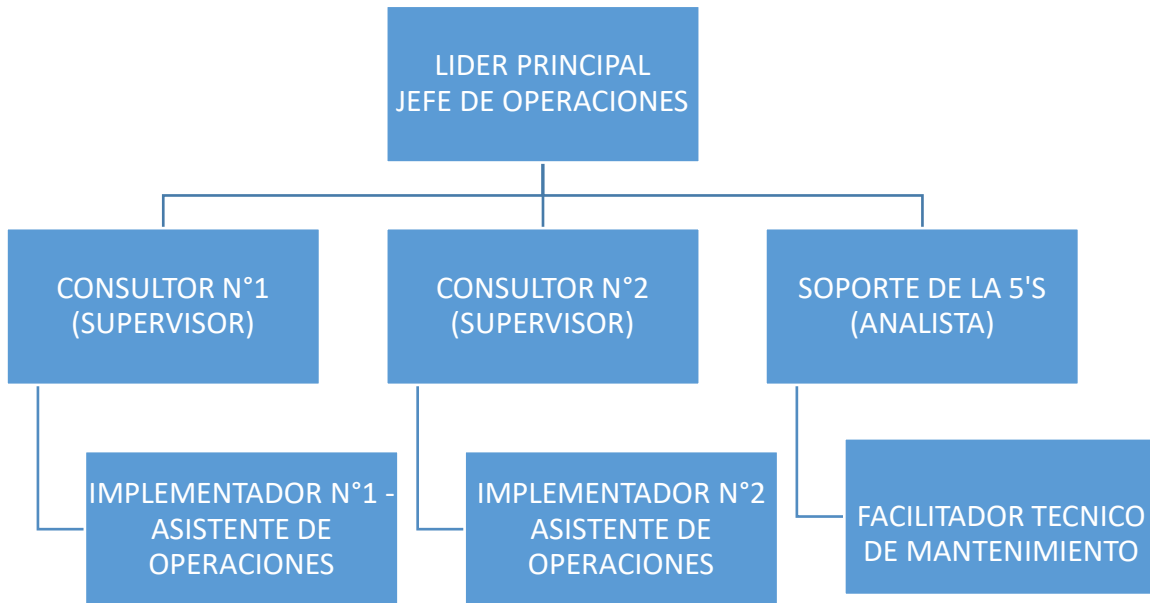 LIDER PRINCIPAL
JEFE DE OPERACIONES
CONSULTOR N°1
(SUPERVISOR)
CONSULTOR N°2
(SUPERVISOR)
SOPORTE DE LA 5'S
(ANALISTA)
IMPLEMENTADOR N°1 -
ASISTENTE DE
OPERACIONES
IMPLEMENTADOR N°2
ASISTENTE DE
OPERACIONES
FACILITADOR TECNICO
DE MANTENIMIENTO